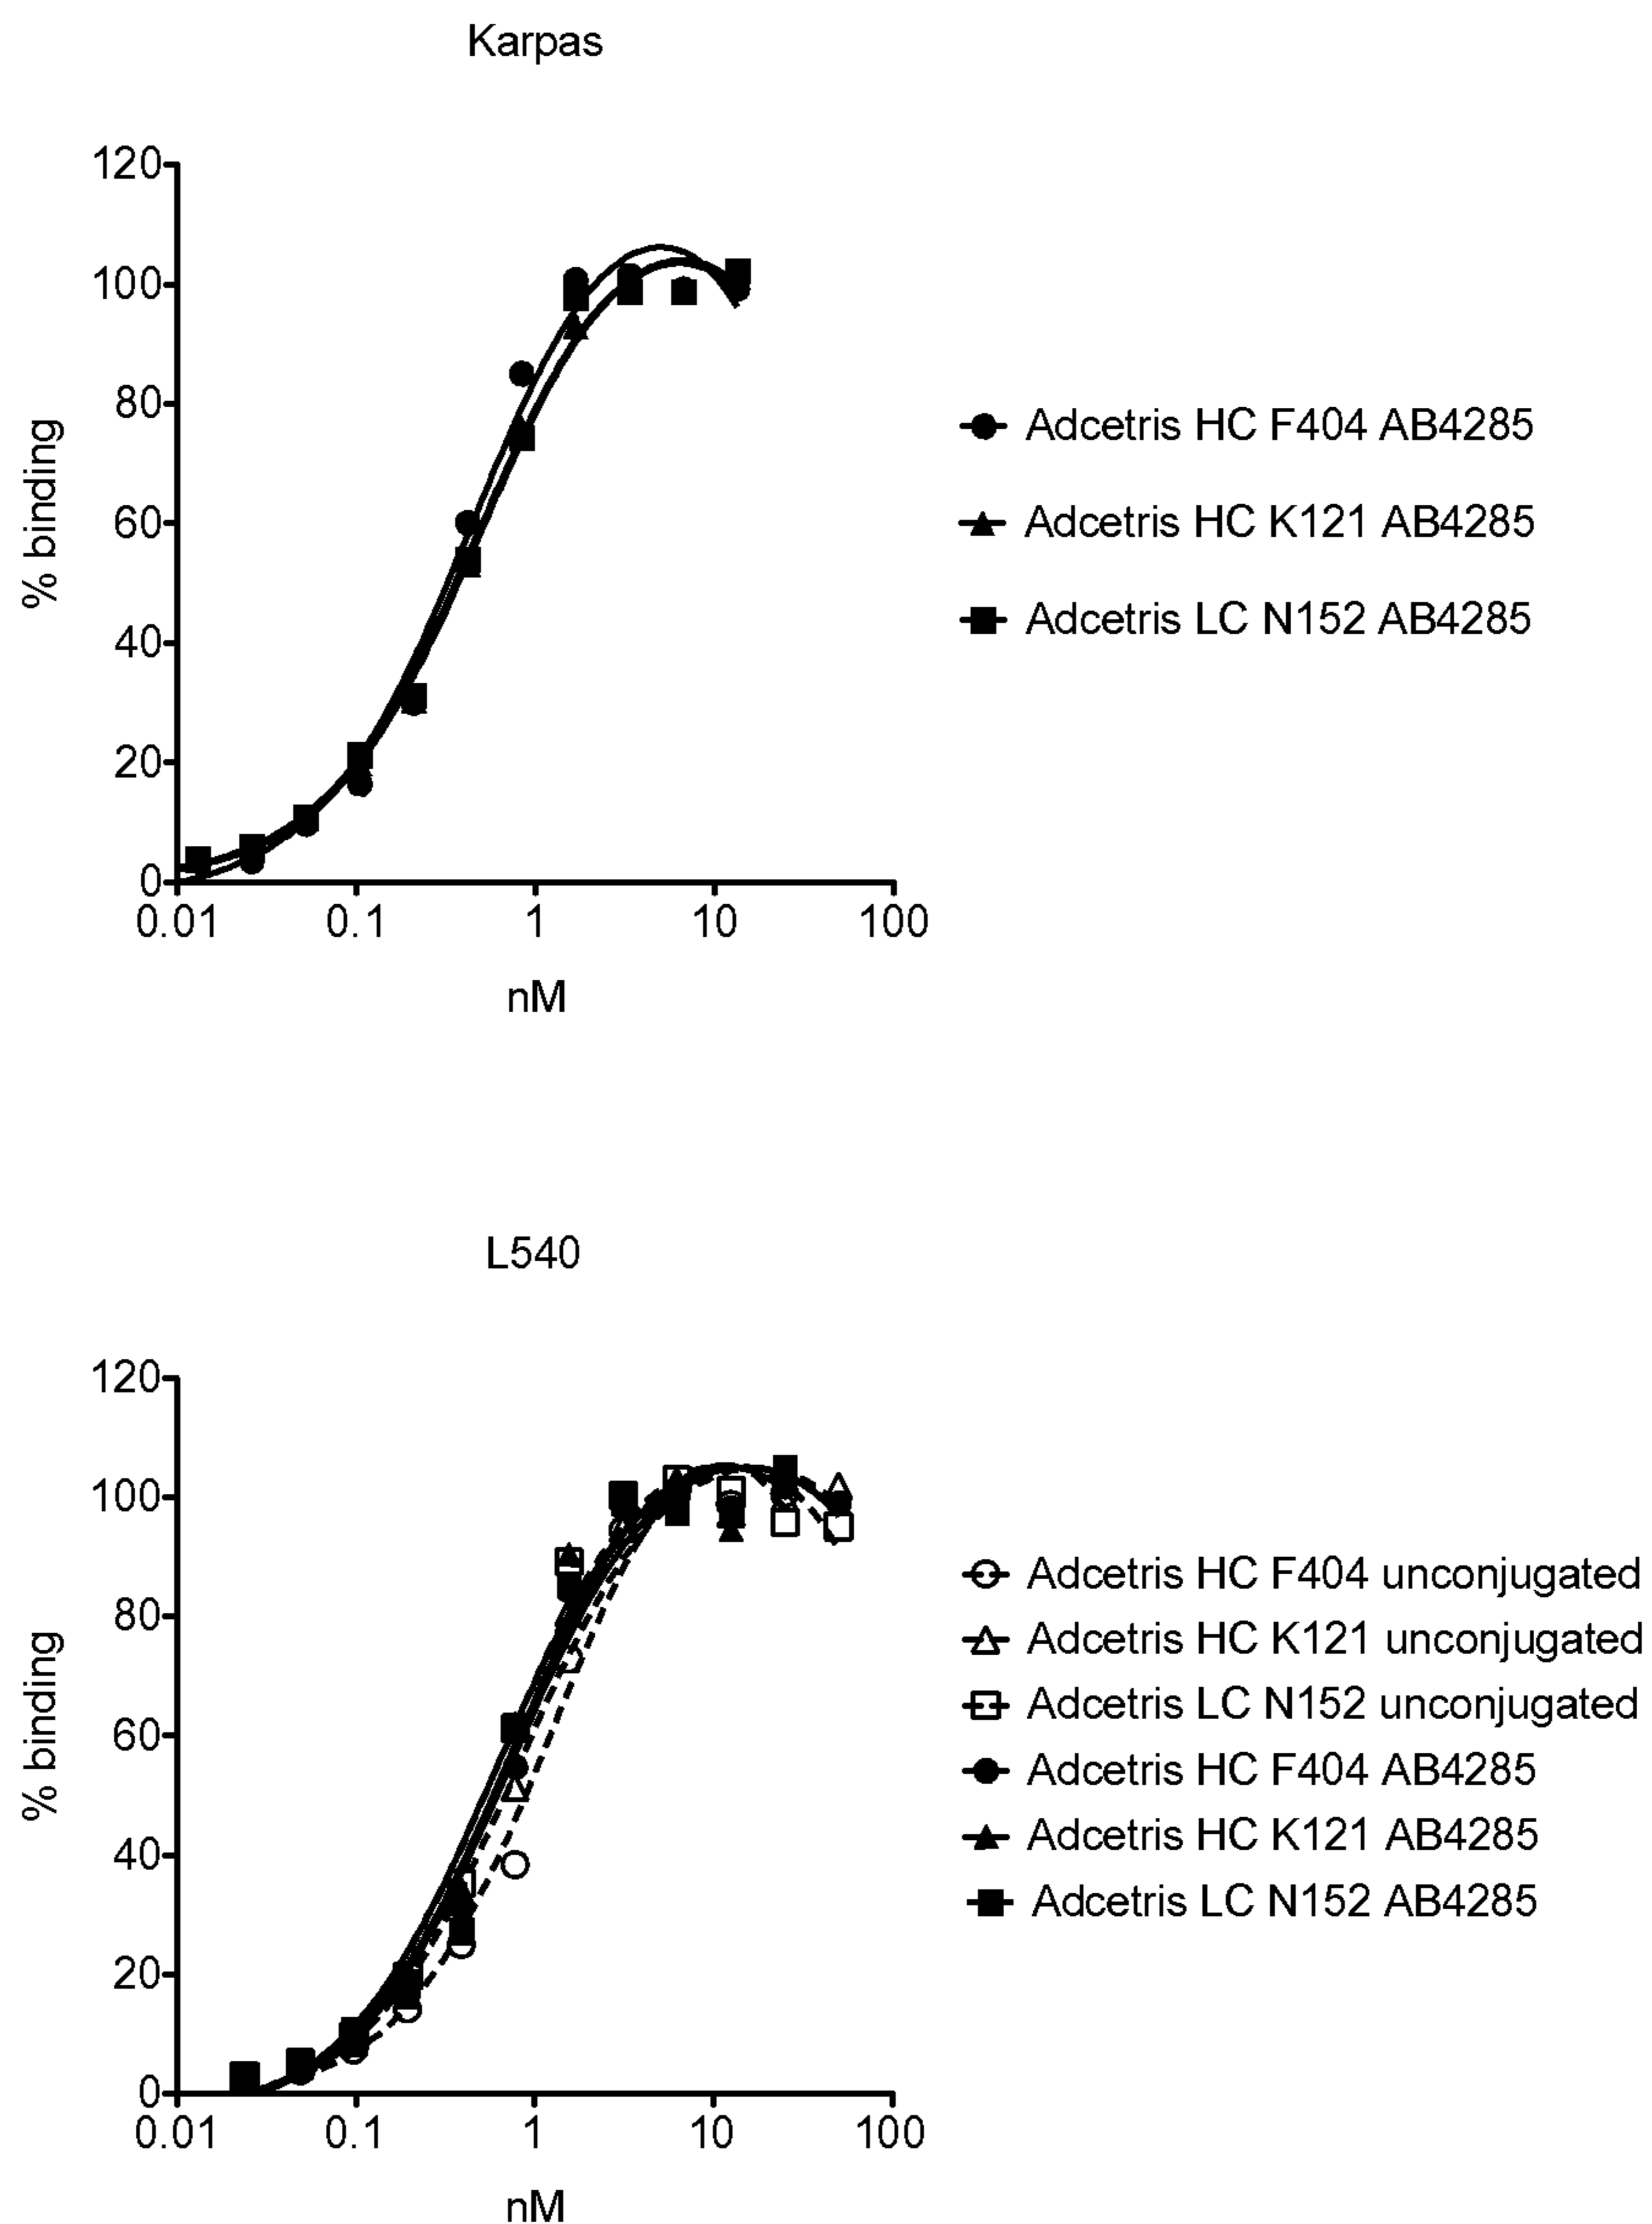 Karpas
120
100
80
60
40
20
0
% binding
0.01 0.1 1 10 100
nM
Adcetris HC F404 AB4285
Adcetris HC K121 AB4285
Adcetris LC N152 AB4285
L540
120
100
80
60
40
20
0
% binding
0.01 0.1 1 10 100
nM
Adcetris HC F404 unconjugated
Adcetris HC K121 unconjugated
Adcetris LC N152 unconjugated
Adcetris HC F404 AB4285
Adcetris HC K121 AB4285
Adcetris LC N152 AB4285